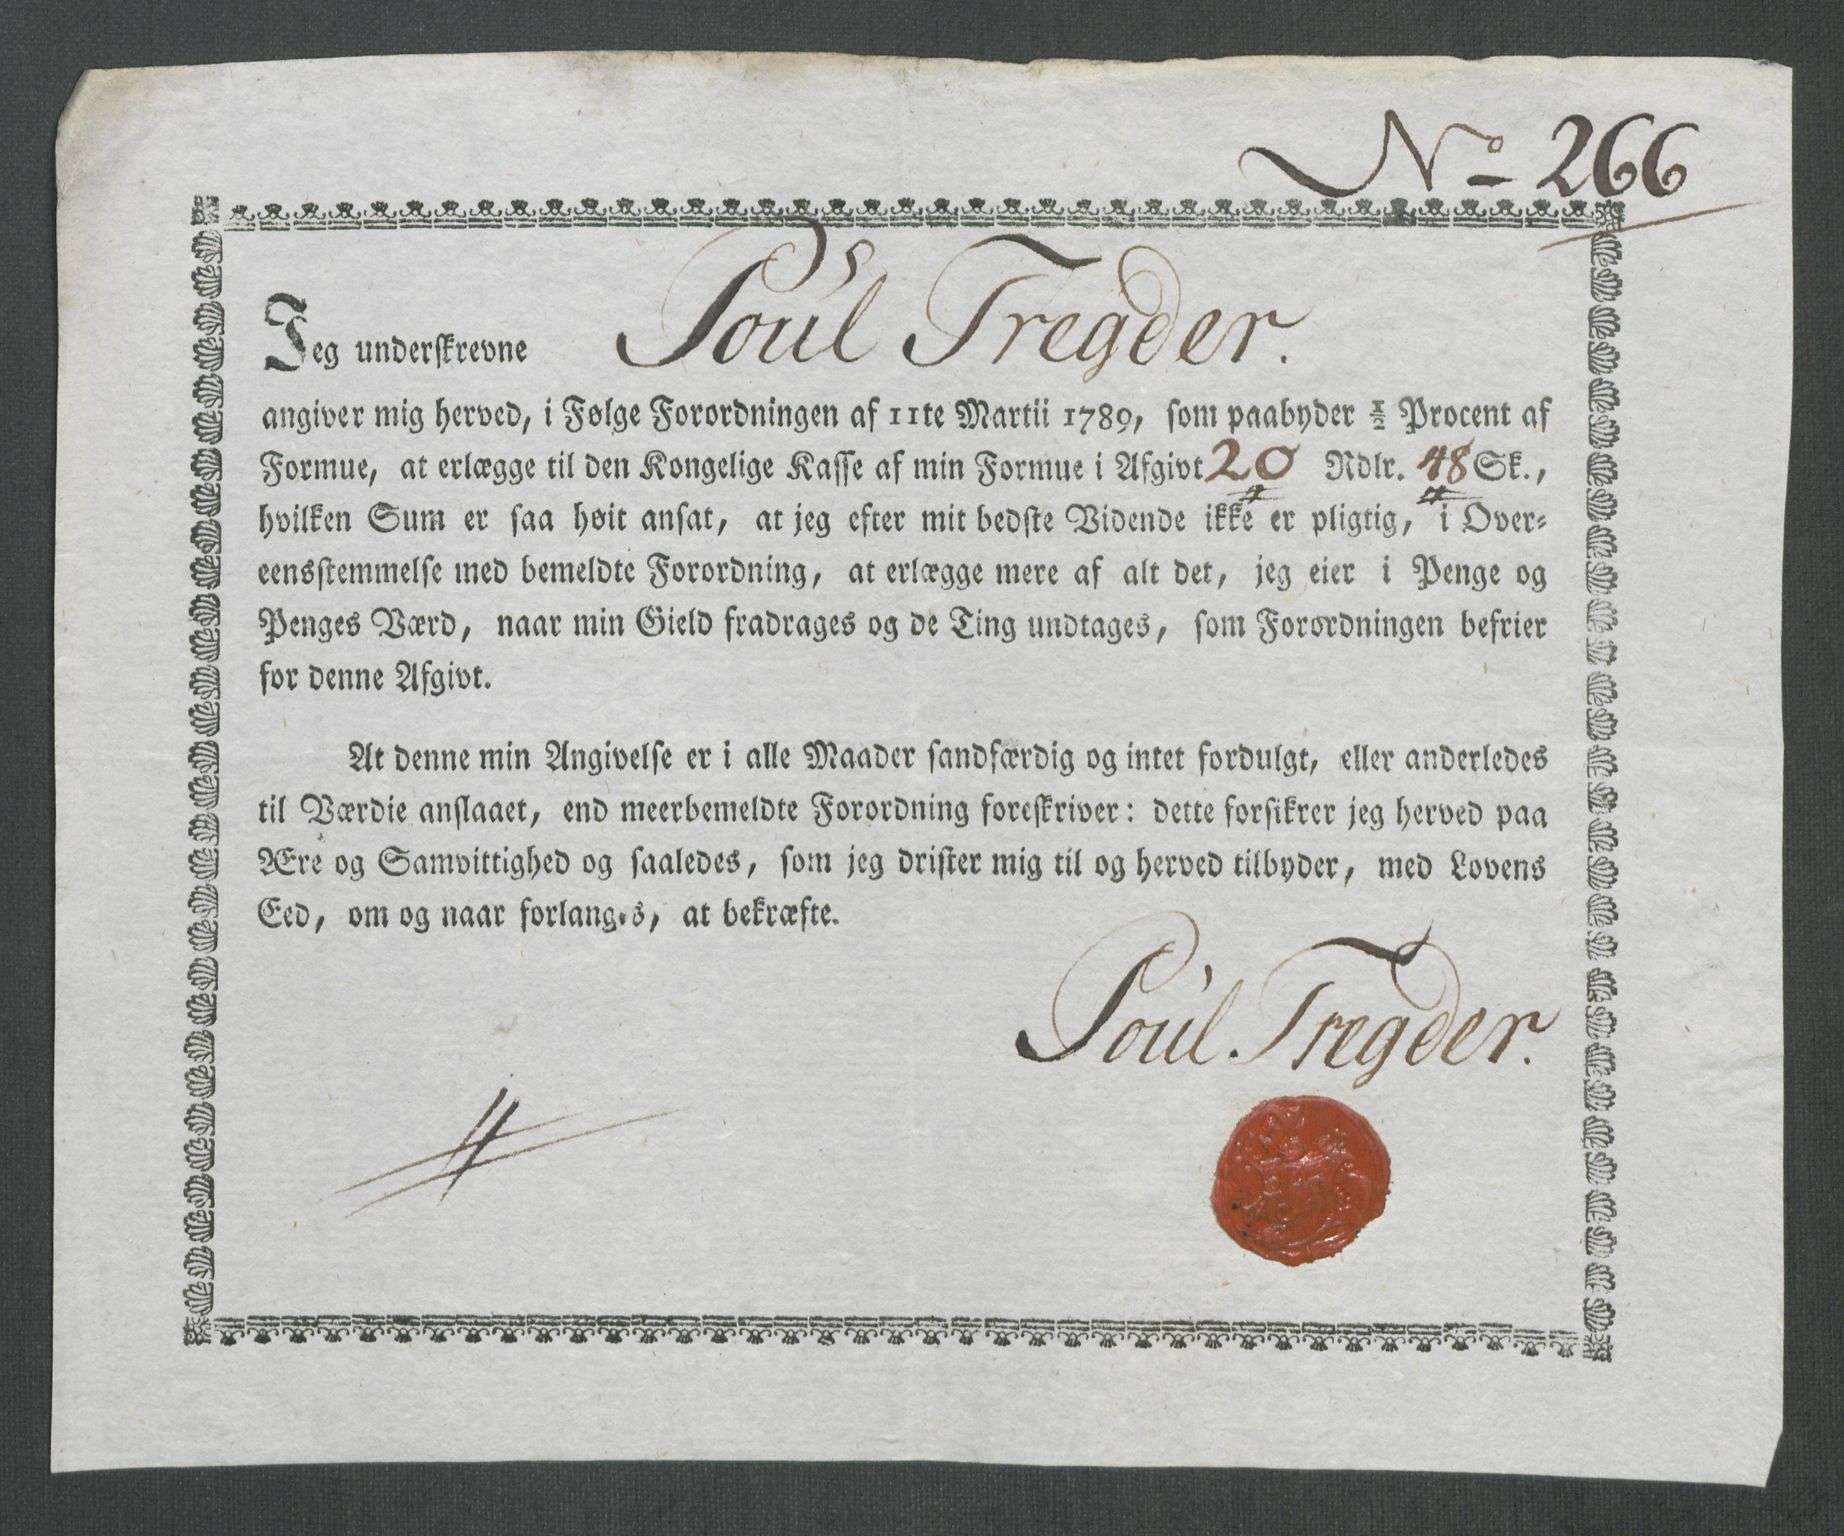 No 266
Jeg underskrevne Poul Tregder.
angiver mig herved, i Følge Forordningen af 11te Martii 1789, som paabyder ½ Procent af
Formue, at erlægge til den Kongelige Kasse af min Formue i Afgivt 20 Rdlr. 48 Sk.,
hvilken Sum er saa høit ansat, at jeg efter mit bedste Vidende ikke er pligtig, i Over-
eensstemmelse med bemeldte Forordning, at erlægge mere af alt det, jeg eier i Penge og
Penges Værd, naar min Gield fradrages og de Ting undtages, som Forordningen befrier
for denne Afgivt.
At denne min Angivelse er i alle Maader sandfærdig og intet fordulgt, eller anderledes
til Værdie anslaaet, end meerbemeldte Forordning foreskriver: dette forsikrer jeg herved paa
Ære og Samvittighed og saaledes, som jeg drister mig til og herved tilbyder, med Lovens
Eed, om og naar forlanges, at bekræfte.
Poul Tregder.